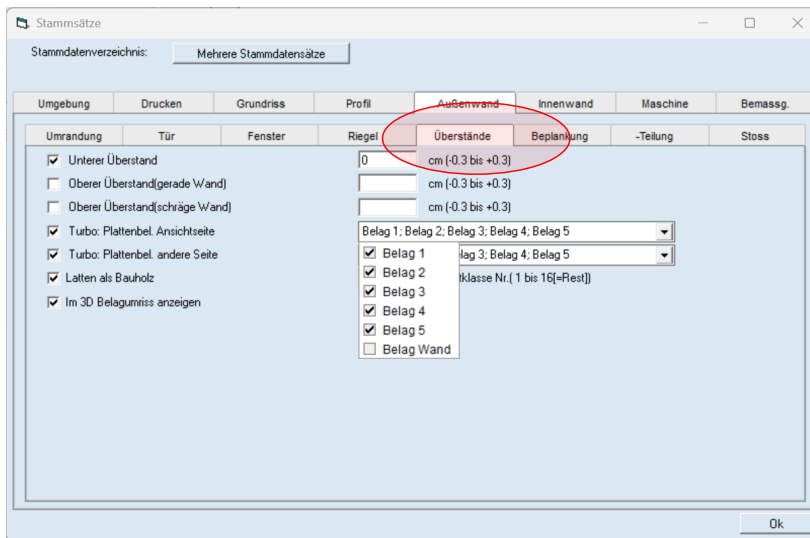 Stammsätze
Stammdatenverzeichnis: Mehrere Stammdatensätze
Umgebung Drucken Grundriss Profil Außenwand Innenwand Maschine Bemassg.
Umrandung Tür Fenster Riegel Überstände Beplankung -Teilung Stoss
Unterer Überstand 0 cm (-0.3 bis +0.3)
Oberer Überstand(gerade Wand) cm (-0.3 bis +0.3)
Oberer Überstand(schräge Wand) cm (-0.3 bis +0.3)
Turbo: Plattenbel. Ansichtseite Belag 1; Belag 2; Belag 3; Belag 4; Belag 5
Turbo: Plattenbel. andere Seite lag 3; Belag 4; Belag 5
Latten als Bauholz tklasse Nr.( 1 bis 16[=Rest])
Im 3D Belagumriss anzeigen
Belag 1
Belag 2
Belag 3
Belag 4
Belag 5
Belag Wand
Ok